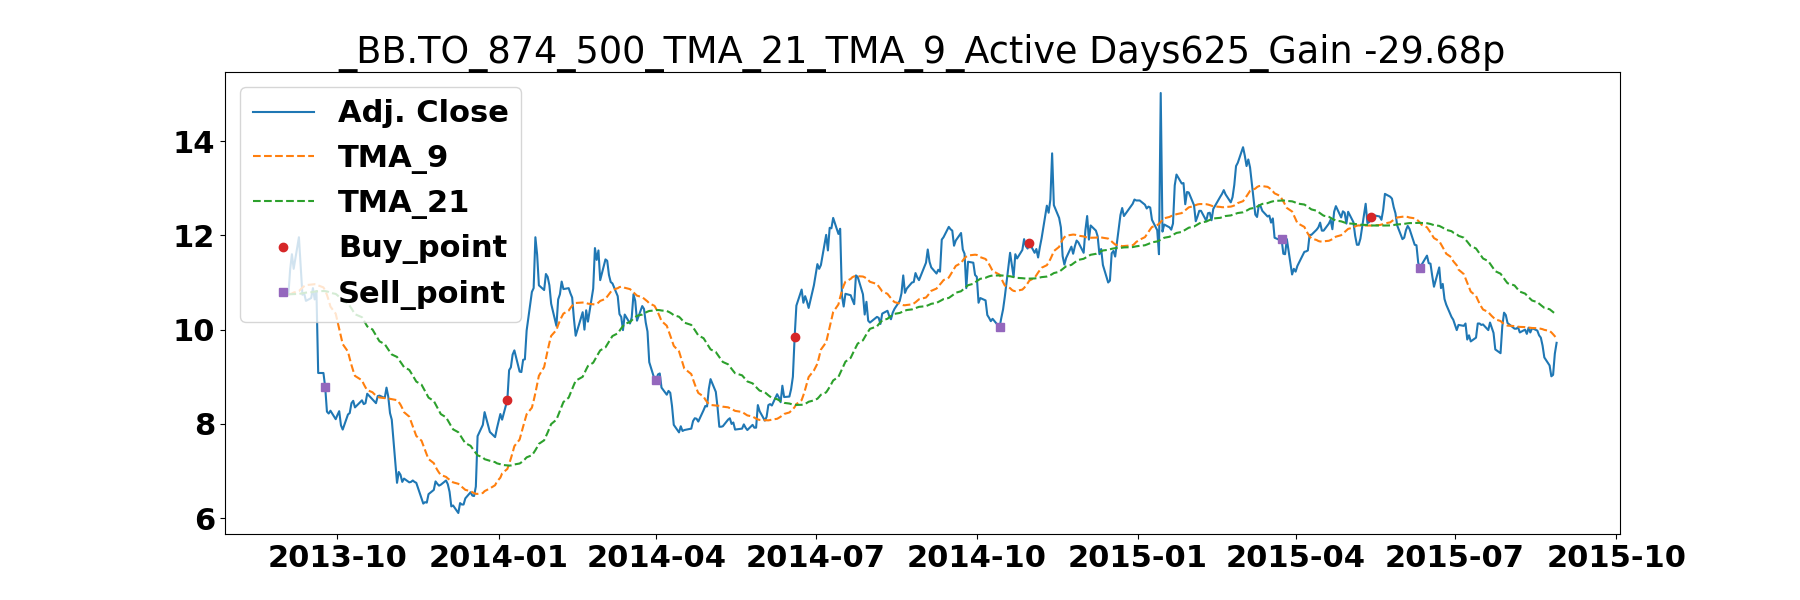 _BB.TO_874_500_TMA_21_TMA_9_Active Days625_Gain -29.68p
Adj. Close
TMA_9
TMA_21
Buy_point
Sell_point
14
12
10
8
6
2013-10 2014-01 2014-04 2014-07 2014-10 2015-01 2015-04 2015-07 2015-10